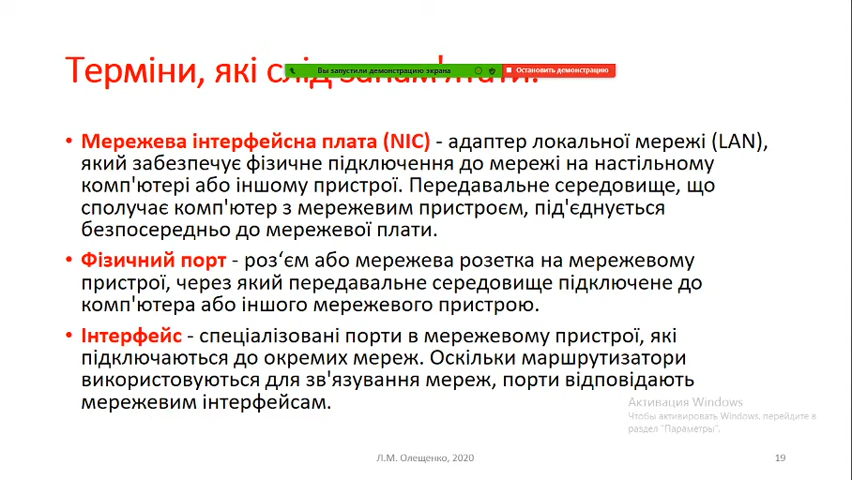 Терміни, які слід запам'ятати:
Вы запустили демонстрацию экрана
Остановить демонстрацию
• Мережева інтерфейсна плата (NIC) - адаптер локальної мережі (LAN),
який забезпечує фізичне підключення до мережі на настільному
комп'ютері або іншому пристрої. Передавальне середовище, що
сполучає комп'ютер з мережевим пристроєм, під'єднується
безпосередньо до мережевої плати.
• Фізичний порт - роз‘єм або мережева розетка на мережевому
пристрої, через який передавальне середовище підключене до
комп'ютера або іншого мережевого пристрою.
• Інтерфейс - спеціалізовані порти в мережевому пристрої, які
підключаються до окремих мереж. Оскільки маршрутизатори
використовуються для зв'язування мереж, порти відповідають
мережевим інтерфейсам.
Активация Windows
Чтобы активировать Windows, перейдите в
раздел "Параметры".
Л.М. Олещенко, 2020
19